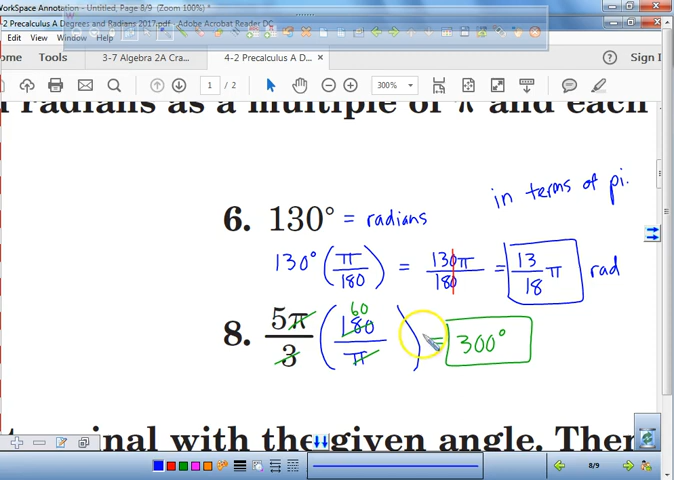 WorkSpace Annotation - Untitled, Page 8/9 (Zoom 100%) *
-2 Precalculus A Degrees and Radians 2017.pdf - Adobe Acrobat Reader DC
Edit View Window Help
ome Tools 3-7 Algebra 2A Cra... 4-2 Precalculus A D... × Sign I
1 / 2 300%
d radians as a multiple of π and each
in terms of pi.
6. 130° = radians
130° (π/180) = 130π/180 = 13/18 π rad
8. 5π/3 (180/π) = 300°
60
t rminal with the given angle. Then
8/9